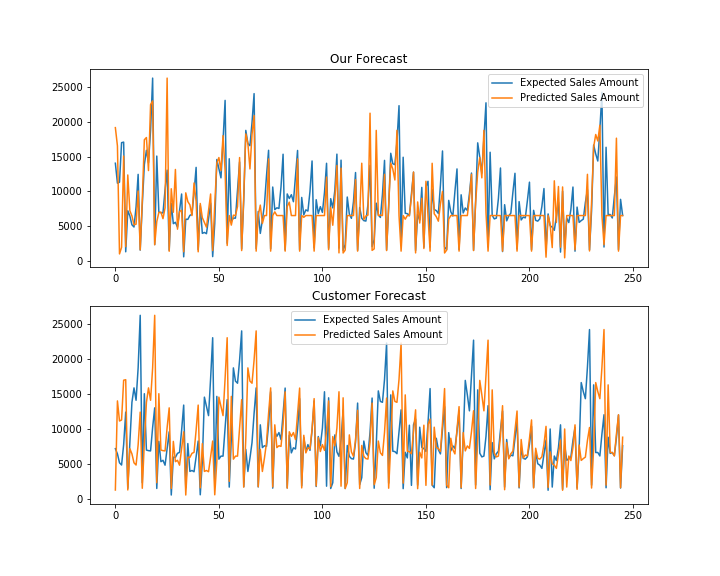 Our Forecast
25000
20000
15000
10000
5000
0
Expected Sales Amount
Predicted Sales Amount
0 50 100 150 200 250
Customer Forecast
25000
20000
15000
10000
5000
0
Expected Sales Amount
Predicted Sales Amount
0 50 100 150 200 250